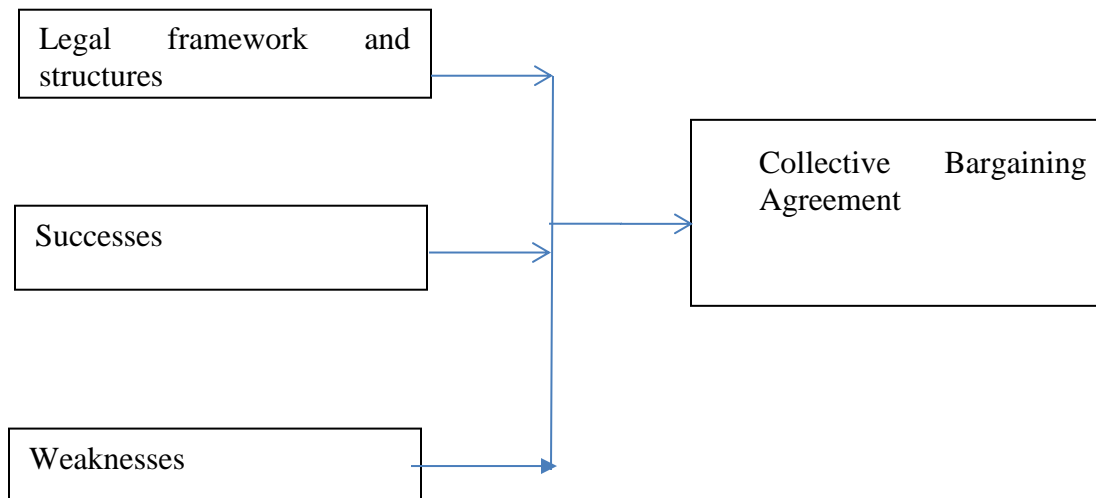 Legal framework and
structures
Collective Bargaining
Agreement
Successes
Weaknesses